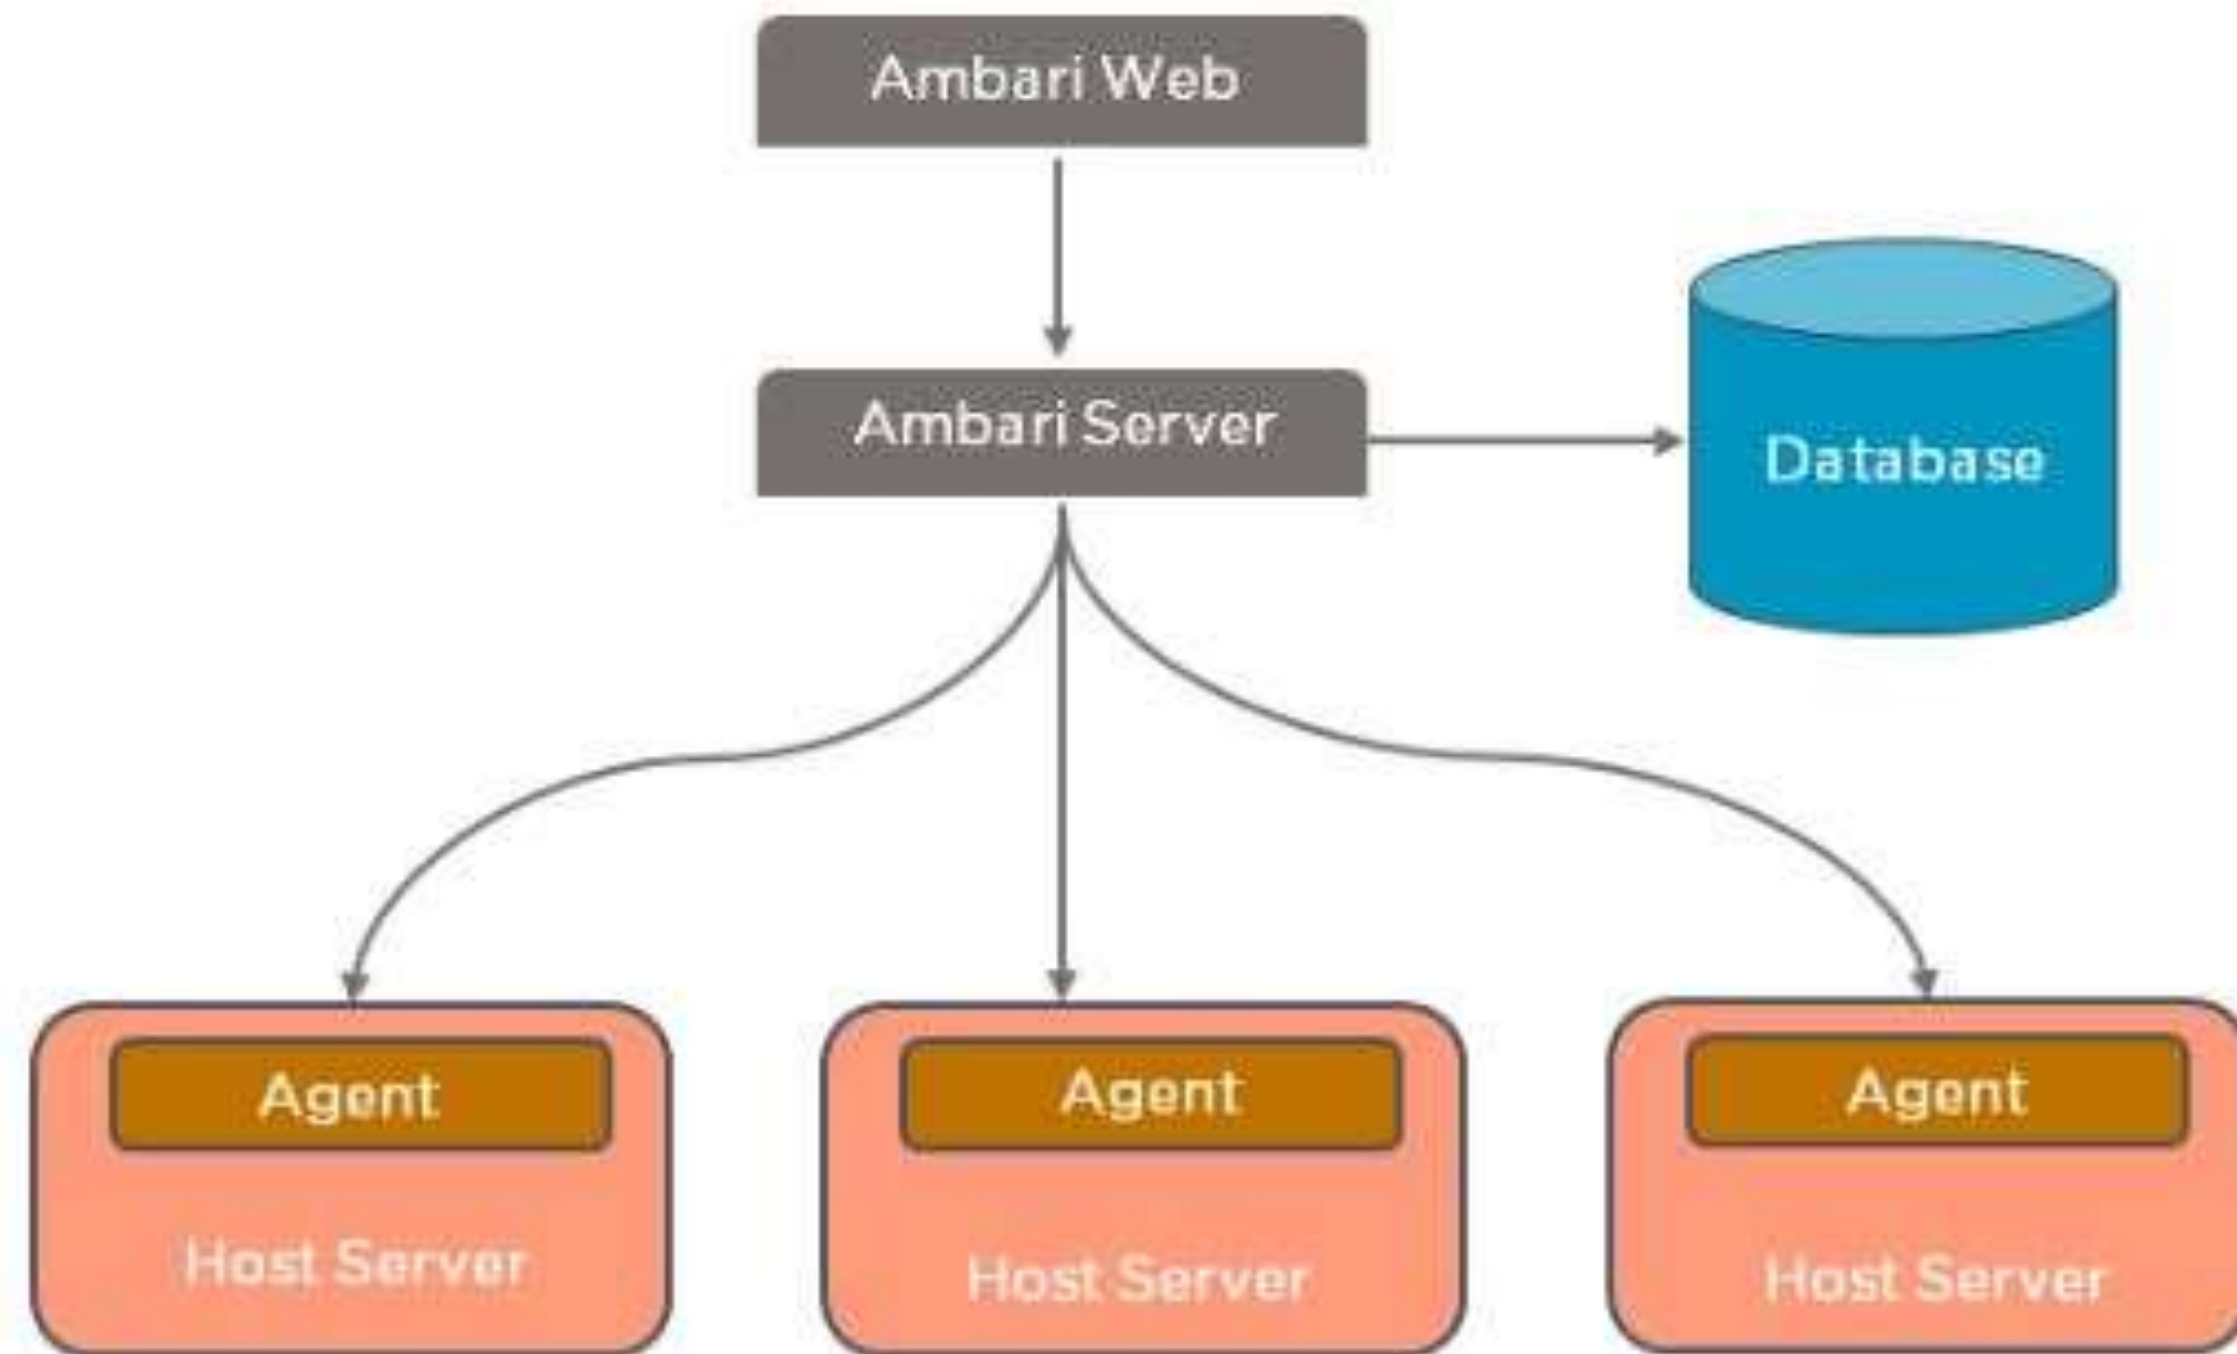 Ambari Web
Ambari Server
Database
Agent
Agent
Agent
Host Server
Host Server
Host Server